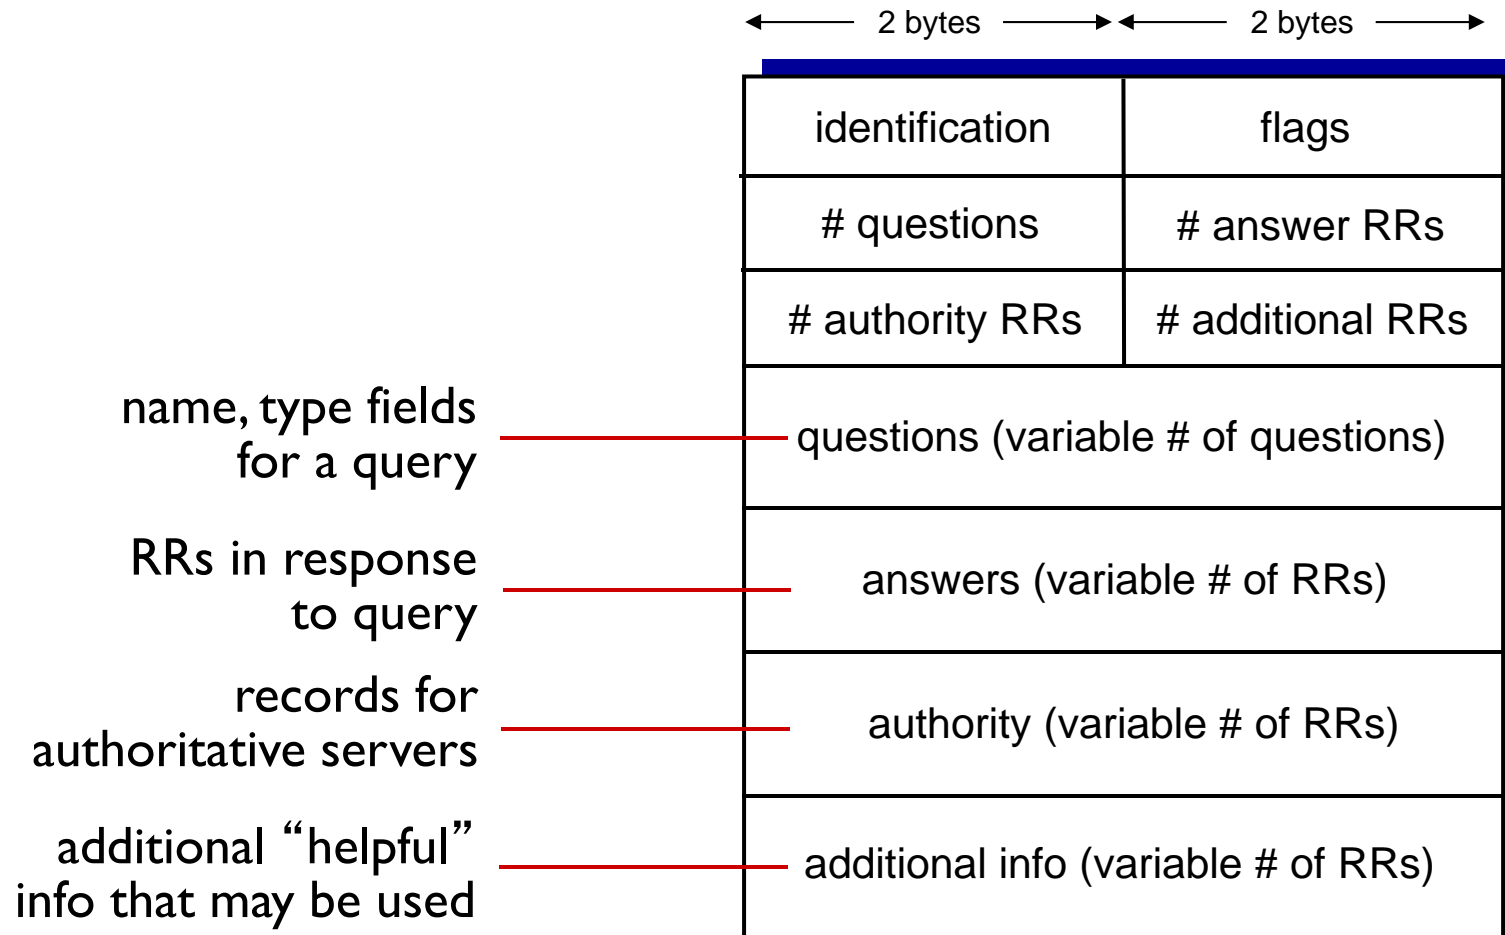 2 bytes 2 bytes
identification flags
# questions # answer RRs
# authority RRs # additional RRs
name, type fields
for a query
questions (variable # of questions)
RRs in response
to query
answers (variable # of RRs)
records for
authoritative servers
authority (variable # of RRs)
additional “helpful”
info that may be used
additional info (variable # of RRs)